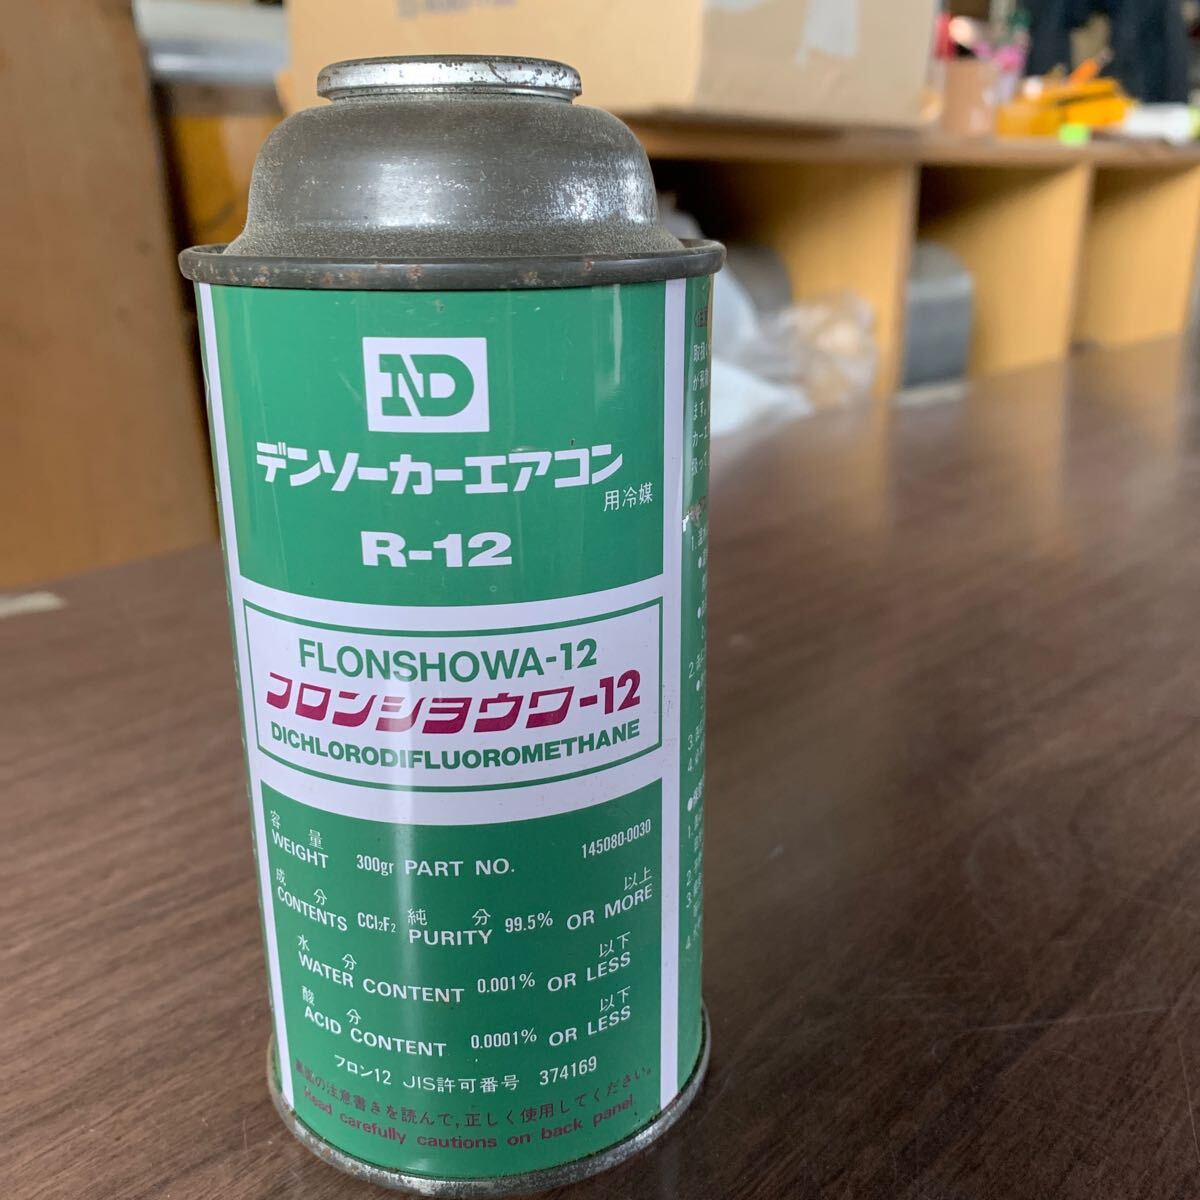 ND
デンソーカーエアコン
用冷媒
R-12
FLONSHOWA-12
フロンショウワ-12
DICHLORODIFLUOROMETHANE
容量
WEIGHT 300gr PART NO. 145080-0030
成分 純分 以上
CONTENTS CCl₂F₂ PURITY 99.5% OR MORE
水分 以下
WATER CONTENT 0.001% OR LESS
酸分 以下
ACID CONTENT 0.0001% OR LESS
フロン12 JIS許可番号 374169
裏面の注意書きを読んで,正しく使用してください。
Read carefully cautions on back panel.